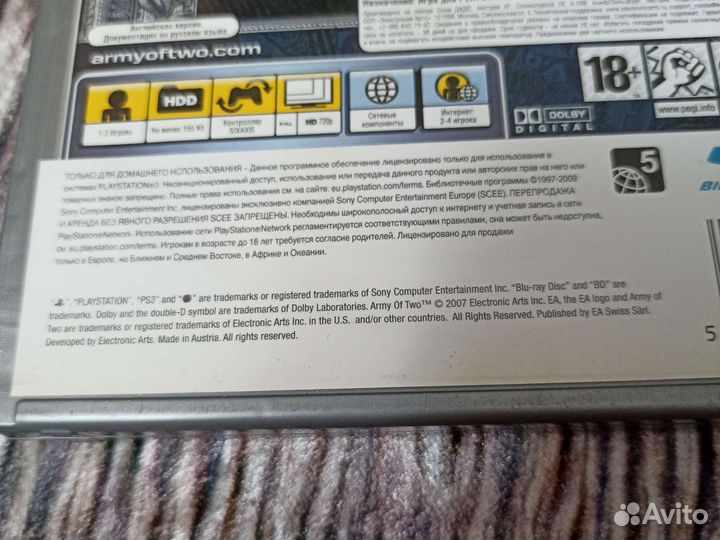 Английская версия
Документация на русском языке.
armyoftwo.com
Назначение: Игра для
1-2 Игрока
HDD
Не менее 155 Кб
Контроллер
SIXAXIS
PAL HD 720p
Сетевые
компоненты
Интернет:
2-4 игрока
DOLBY
DIGITAL
18+
www.pegi.info
ТОЛЬКО ДЛЯ ДОМАШНЕГО ИСПОЛЬЗОВАНИЯ – Данное программное обеспечение лицензировано только для использования в
системах PLAYSTATION®3. Несанкционированный доступ, использование или передача данного продукта или авторских прав на него или
товарных знаков запрещено. Полные права использования см. на сайте: eu.playstation.com/terms. Библиотечные программы ©1997-2009
Sony Computer Entertainment Inc. лицензированы эксклюзивно компанией Sony Computer Entertainment Europe (SCEE). ПЕРЕПРОДАЖА
И АРЕНДА БЕЗ ЯВНОГО РАЗРЕШЕНИЯ SCEE ЗАПРЕЩЕНЫ. Необходимы широкополосный доступ к интернету и учетная запись в сети
PlayStation®Network. Использование сети PlayStation®Network регламентируется соответствующими правилами, она может быть недоступна,
см. eu.playstation.com/terms. Игрокам в возрасте до 18 лет требуется согласие родителей. Лицензировано для продажи
только в Европе, на Ближнем и Среднем Востоке, в Африке и Океании.
5
" ", "PLAYSTATION", "PS3" and " " are trademarks or registered trademarks of Sony Computer Entertainment Inc. "Blu-ray Disc" and "BD" are
trademarks. Dolby and the double-D symbol are trademarks of Dolby Laboratories. Army Of Two™ © 2007 Electronic Arts Inc. EA, the EA logo and Army of
Two are trademarks or registered trademarks of Electronic Arts Inc. in the U.S. and/or other countries. All Rights Reserved. Published by EA Swiss Sàrl.
Developed by Electronic Arts. Made in Austria. All rights reserved.
5
Avito